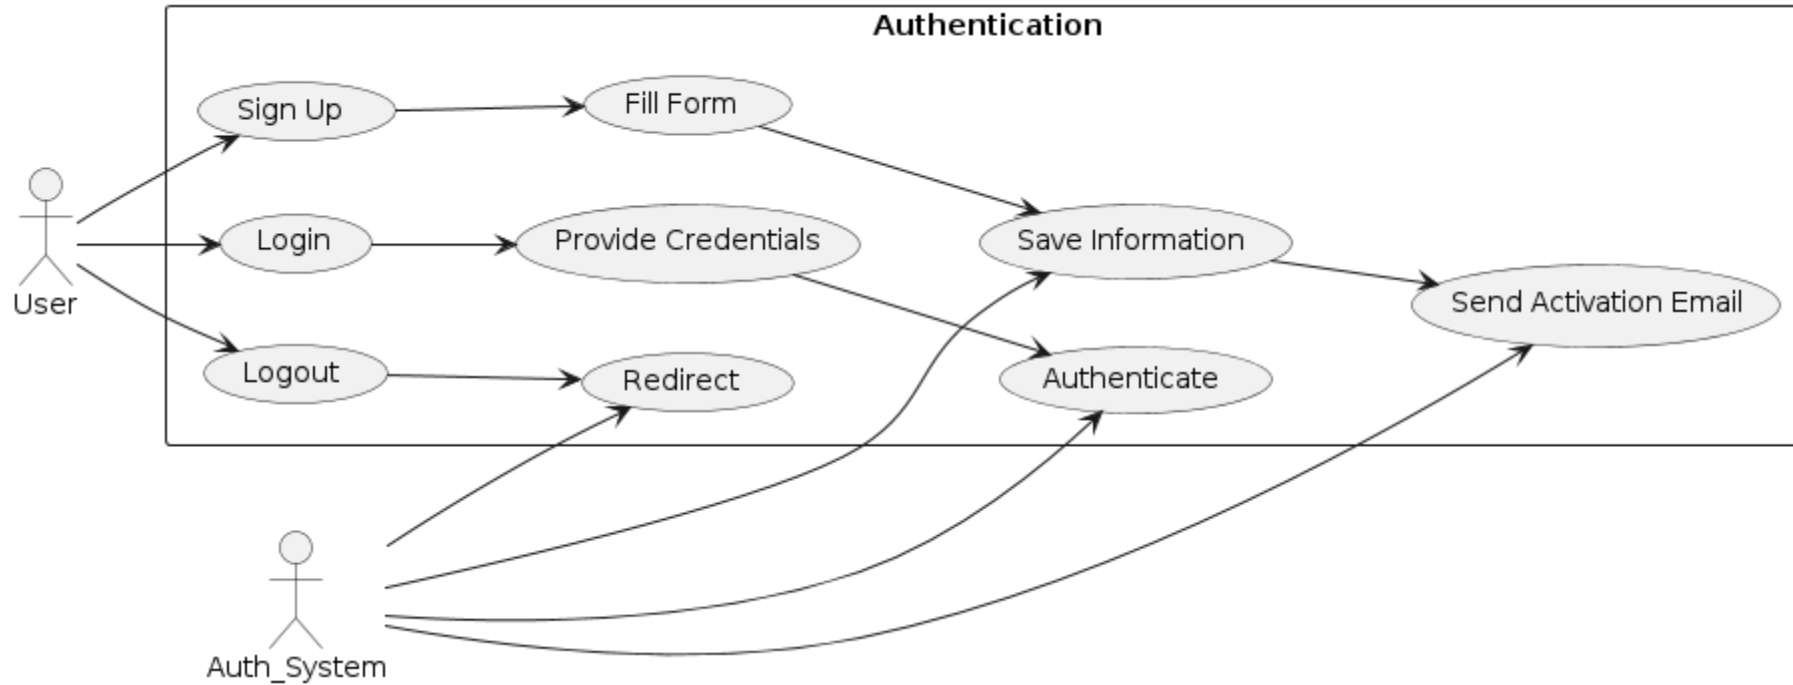 Authentication
Sign Up
Fill Form
Login
Provide Credentials
Save Information
User
Send Activation Email
Logout
Redirect
Authenticate
Auth_System